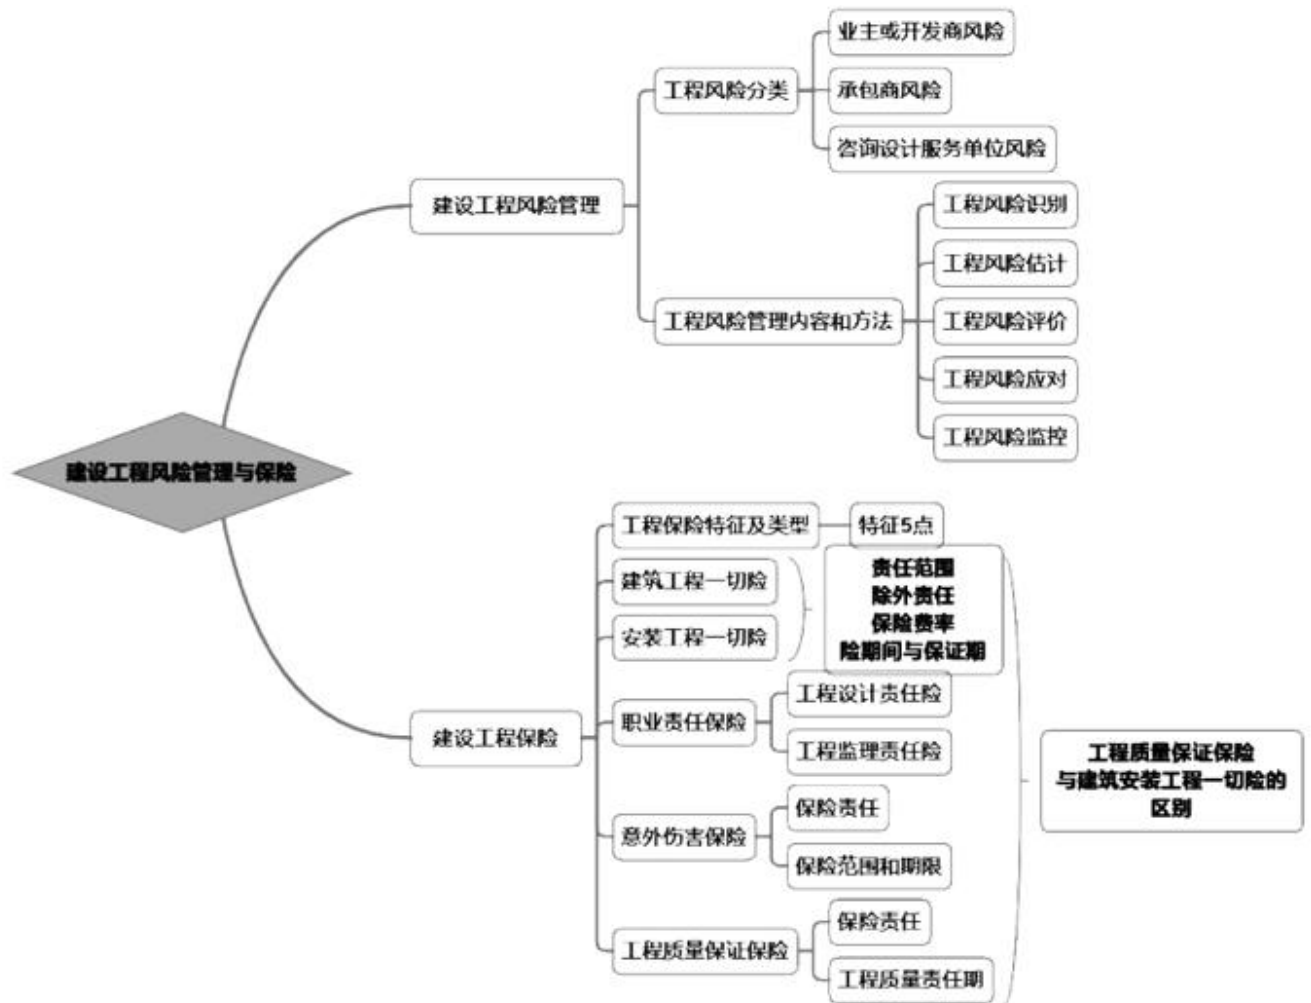 建设工程风险管理与保险
建设工程风险管理
工程风险分类
业主或开发商风险
承包商风险
咨询设计服务单位风险
工程风险管理内容和方法
工程风险识别
工程风险估计
工程风险评价
工程风险应对
工程风险监控
建设工程保险
工程保险特征及类型
特征5点
建筑工程一切险
安装工程一切险
责任范围
除外责任
保险费率
险期间与保证期
职业责任保险
工程设计责任险
工程监理责任险
意外伤害保险
保险责任
保险范围和期限
工程质量保证保险
保险责任
工程质量责任期
工程质量保证保险
与建筑安装工程一切险的
区别